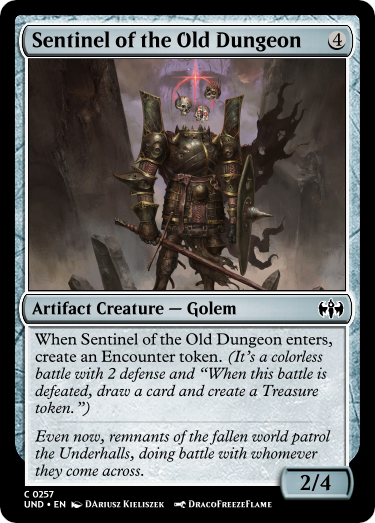 Sentinel of the Old Dungeon 4
Artifact Creature — Golem
When Sentinel of the Old Dungeon enters,
create an Encounter token. (It's a colorless
battle with 2 defense and “When this battle is
defeated, draw a card and create a Treasure
token.”)
Even now, remnants of the fallen world patrol
the Underhalls, doing battle with whomever
they come across.
2/4
C 0257
UND • EN DARIUSZ KIELISZEK DRACOFREEZEFLAME